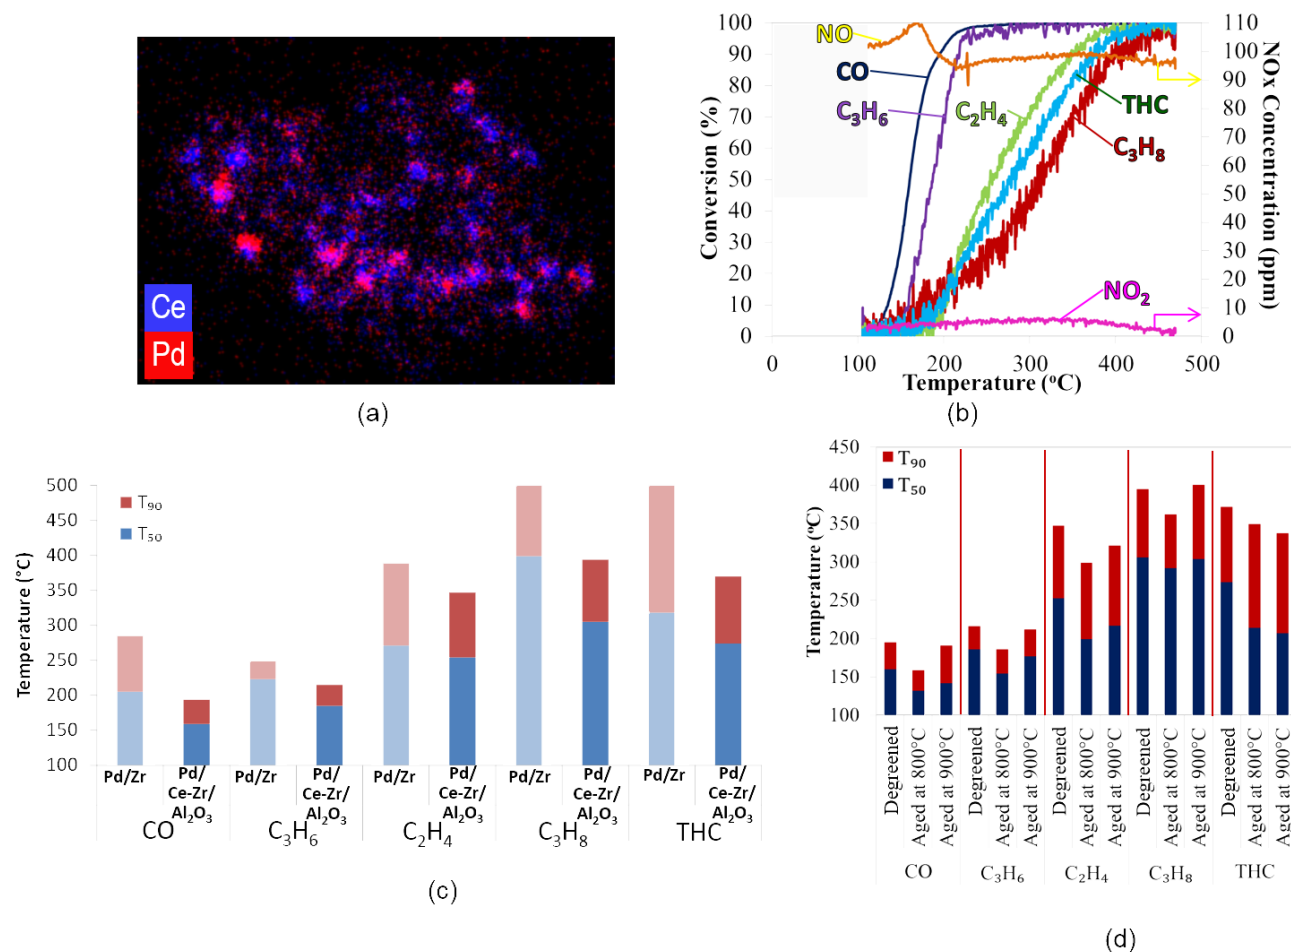 Ce
Pd
(a)
100
90
80
70
60
50
40
30
20
10
0
Conversion (%)
0
100
200
300
400
500
Temperature (°C)
110
100
90
80
70
60
50
40
30
20
10
0
NOx Concentration (ppm)
NO
CO
C₃H₆
C₂H₄
THC
C₃H₈
NO₂
(b)
500
450
400
350
300
250
200
150
100
Temperature (°C)
T₉₀
T₅₀
Pd/Zr
Pd/
Ce-Zr/
Al₂O₃
Pd/Zr
Pd/
Ce-Zr/
Al₂O₃
Pd/Zr
Pd/
Ce-Zr/
Al₂O₃
Pd/Zr
Pd/
Ce-Zr/
Al₂O₃
Pd/Zr
Pd/
Ce-Zr/
Al₂O₃
CO
C₃H₆
C₂H₄
C₃H₈
THC
(c)
450
400
350
300
250
200
150
100
Temperature (°C)
T₉₀
T₅₀
Degreened
Aged at 800°C
Aged at 900°C
Degreened
Aged at 800°C
Aged at 900°C
Degreened
Aged at 800°C
Aged at 900°C
Degreened
Aged at 800°C
Aged at 900°C
Degreened
Aged at 800°C
Aged at 900°C
CO
C₃H₆
C₂H₄
C₃H₈
THC
(d)